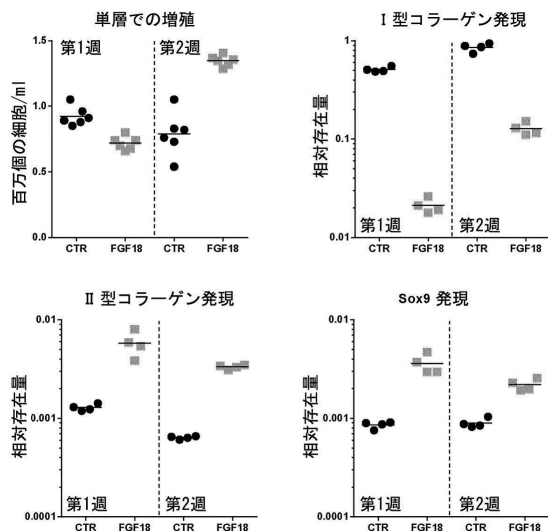 単層での増殖
百万個の細胞/ml
1.5
1.0
0.5
0.0
第1週
第2週
CTR
FGF18
CTR
FGF18
I 型コラーゲン発現
相対存在量
1
0.1
0.01
第1週
第2週
CTR
FGF18
CTR
FGF18
II 型コラーゲン発現
相対存在量
0.01
0.001
0.0001
第1週
第2週
CTR
FGF18
CTR
FGF18
Sox9 発現
相対存在量
0.01
0.001
0.0001
第1週
第2週
CTR
FGF18
CTR
FGF18